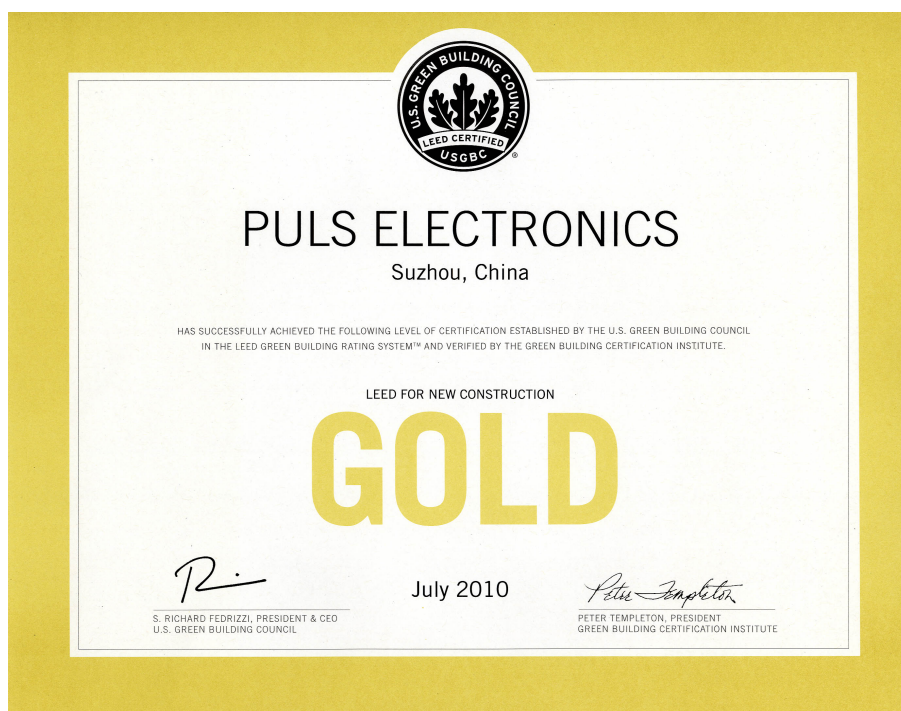 U.S. GREEN BUILDING COUNCIL
LEED CERTIFIED
USGBC ®
PULS ELECTRONICS
Suzhou, China
HAS SUCCESSFULLY ACHIEVED THE FOLLOWING LEVEL OF CERTIFICATION ESTABLISHED BY THE U.S. GREEN BUILDING COUNCIL
IN THE LEED GREEN BUILDING RATING SYSTEM™ AND VERIFIED BY THE GREEN BUILDING CERTIFICATION INSTITUTE.
LEED FOR NEW CONSTRUCTION
GOLD
July 2010
Peter Templeton
S. RICHARD FEDRIZZI, PRESIDENT & CEO
U.S. GREEN BUILDING COUNCIL
PETER TEMPLETON, PRESIDENT
GREEN BUILDING CERTIFICATION INSTITUTE